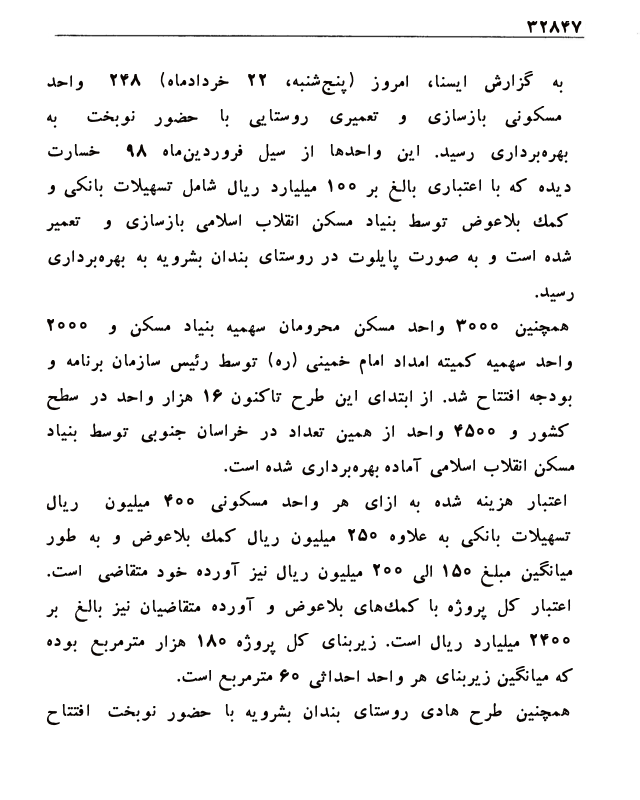 ۳۲۸۴۷
به گزارش ایسنا، امروز (پنج‌شنبه، ۲۲ خردادماه) ۲۴۸ واحد
مسکونی بازسازی و تعمیری روستایی با حضور نوبخت به
بهره‌برداری رسید. این واحدها از سیل فروردین‌ماه ۹۸ خسارت
دیده که با اعتباری بالغ بر ۱۰۰ میلیارد ریال شامل تسهیلات بانکی و
کمك بلاعوض توسط بنیاد مسکن انقلاب اسلامی بازسازی و تعمیر
شده است و به صورت پایلوت در روستای بندان بشرویه به بهره‌برداری
رسید.
همچنین ۳۰۰۰ واحد مسکن محرومان سهمیه بنیاد مسکن و ۲۰۰۰
واحد سهمیه کمیته امداد امام خمینی (ره) توسط رئیس سازمان برنامه و
بودجه افتتاح شد. از ابتدای این طرح تاکنون ۱۶ هزار واحد در سطح
کشور و ۴۵۰۰ واحد از همین تعداد در خراسان جنوبی توسط بنیاد
مسکن انقلاب اسلامی آماده بهره‌برداری شده است.
اعتبار هزینه شده به ازای هر واحد مسکونی ۴۰۰ میلیون ریال
تسهیلات بانکی به علاوه ۲۵۰ میلیون ریال کمك بلاعوض و به طور
میانگین مبلغ ۱۵۰ الی ۲۰۰ میلیون ریال نیز آورده خود متقاضی است.
اعتبار کل پروژه با کمك‌های بلاعوض و آورده متقاضیان نیز بالغ بر
۲۴۰۰ میلیارد ریال است. زیربنای کل پروژه ۱۸۰ هزار مترمربع بوده
که میانگین زیربنای هر واحد احداثی ۶۰ مترمربع است.
همچنین طرح هادی روستای بندان بشرویه با حضور نوبخت افتتاح